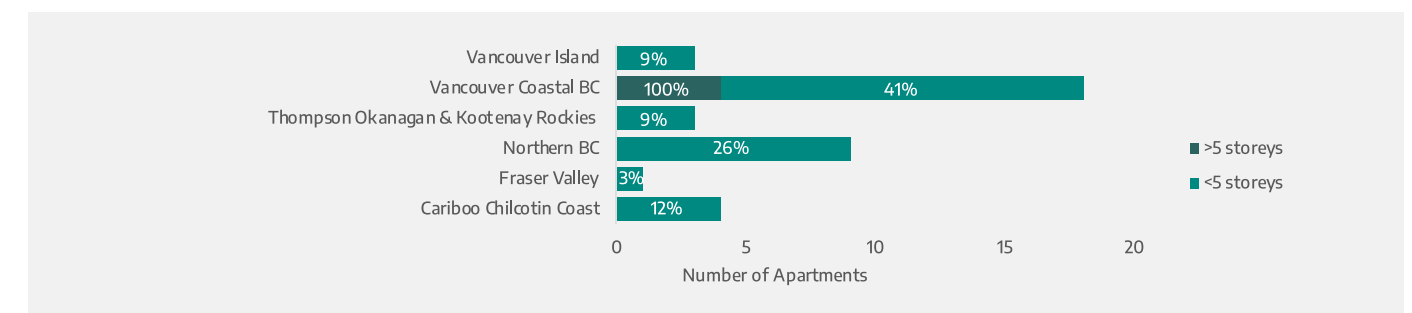 Vancouver Island 9%
Vancouver Coastal BC 100% 41%
Thompson Okanagan & Kootenay Rockies 9%
Northern BC 26%
>5 storeys
Fraser Valley 3%
<5 storeys
Cariboo Chilcotin Coast 12%
0 5 10 15 20
Number of Apartments